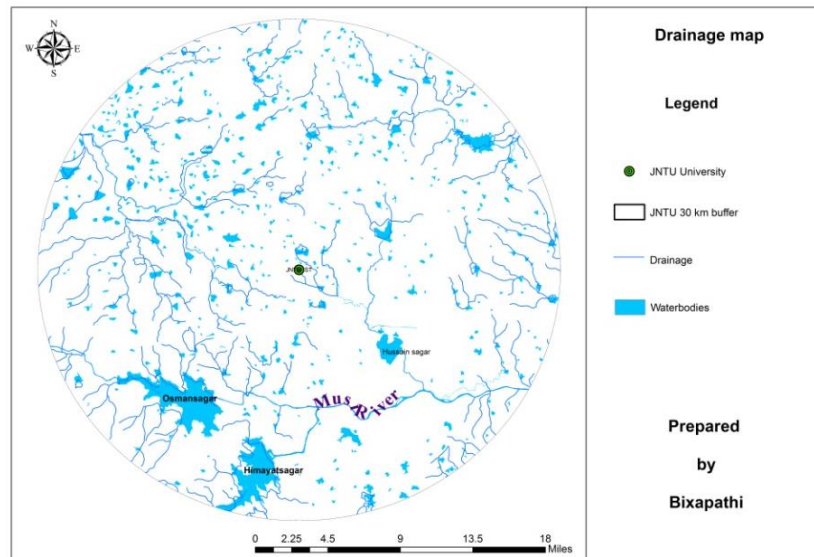 N
W E
S
Drainage map
Legend
JNTU University
JNTU 30 km buffer
Drainage
Waterbodies
Hussain sagar
Osmansagar
River
Himayatsagar
Prepared
by
Bixapathi
0 2.25 4.5 9 13.5 18
Miles